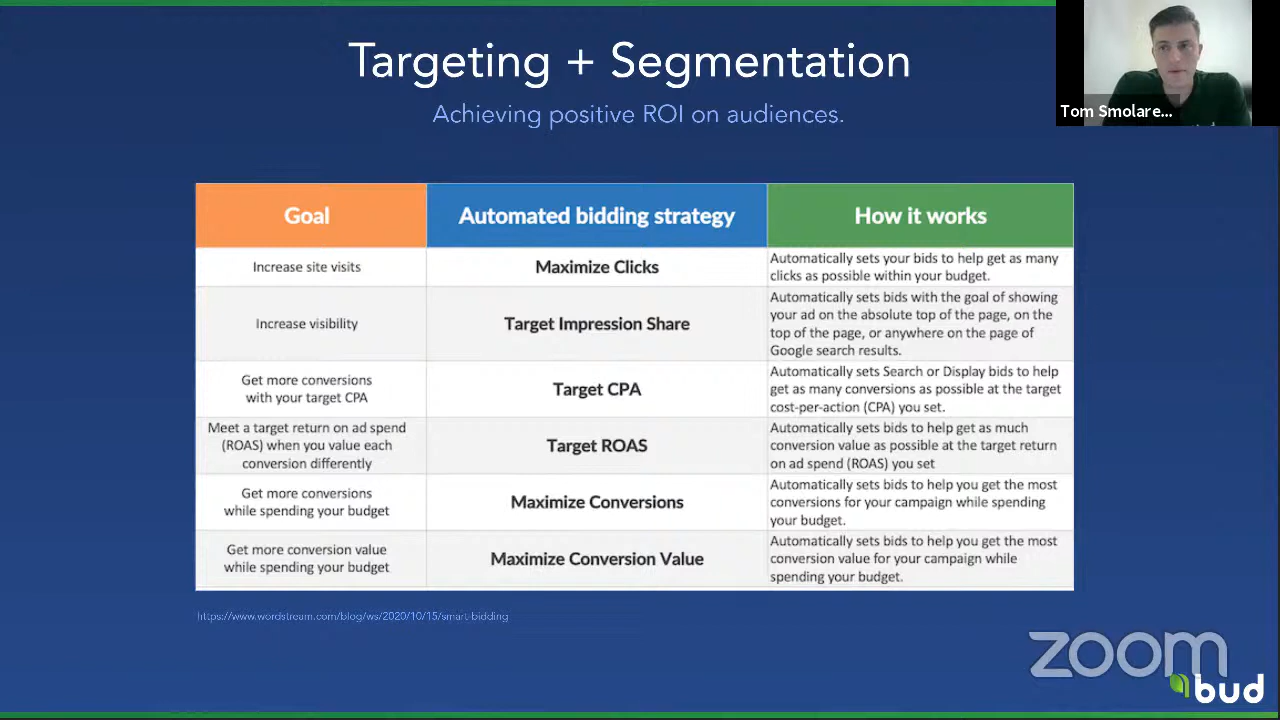 Targeting + Segmentation
Achieving positive ROI on audiences.
Tom Smolare...
Goal
Automated bidding strategy
How it works
Increase site visits
Maximize Clicks
Automatically sets your bids to help get as many
clicks as possible within your budget.
Increase visibility
Target Impression Share
Automatically sets bids with the goal of showing
your ad on the absolute top of the page, on the
top of the page, or anywhere on the page of
Google search results.
Get more conversions
with your target CPA
Target CPA
Automatically sets Search or Display bids to help
get as many conversions as possible at the target
cost-per-action (CPA) you set.
Meet a target return on ad spend
(ROAS) when you value each
conversion differently
Target ROAS
Automatically sets bids to help get as much
conversion value as possible at the target return
on ad spend (ROAS) you set
Get more conversions
while spending your budget
Maximize Conversions
Automatically sets bids to help you get the most
conversions for your campaign while spending
your budget.
Get more conversion value
while spending your budget
Maximize Conversion Value
Automatically sets bids to help you get the most
conversion value for your campaign while
spending your budget.
https://www.wordstream.com/blog/ws/2020/10/15/smart-bidding
zoom
bud